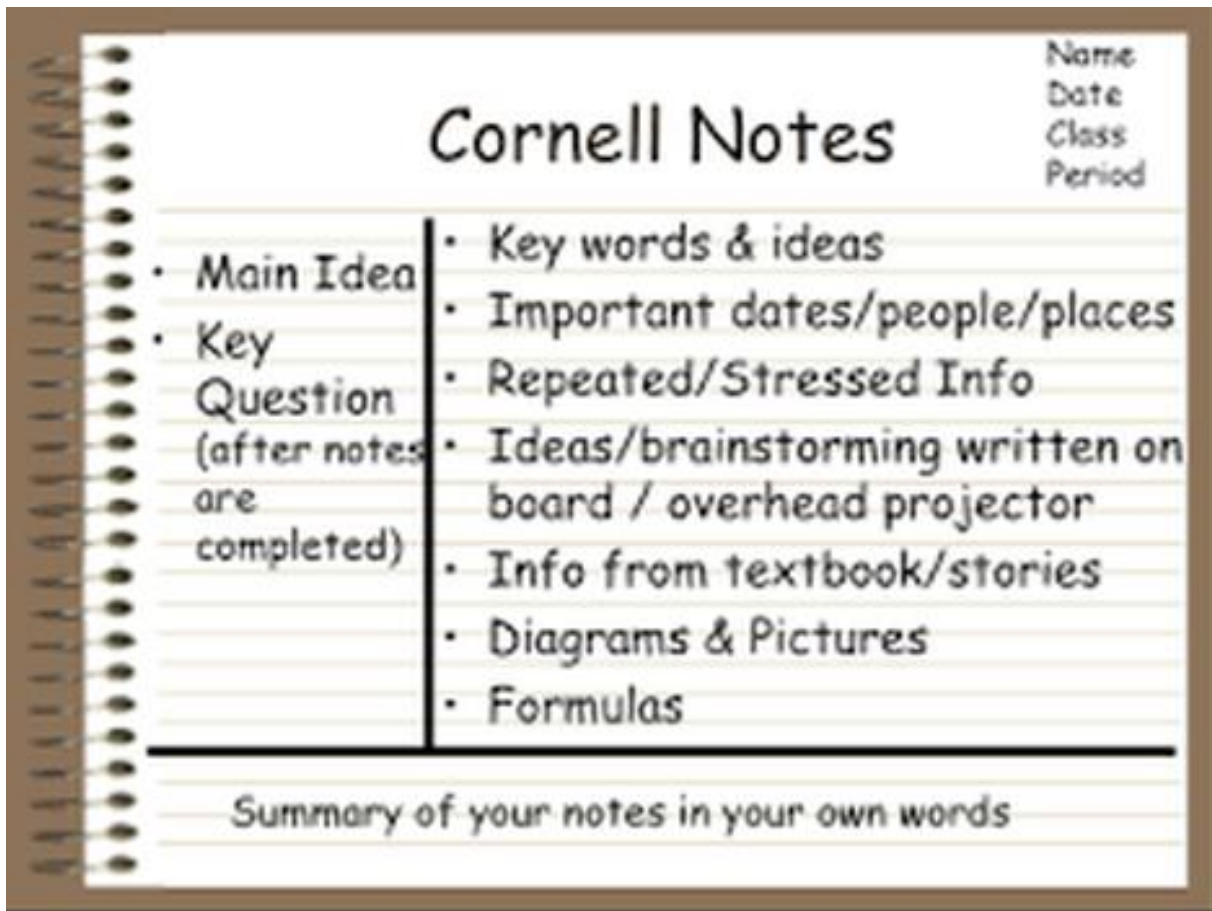 Name
Date
Class
Period
Cornell Notes
• Main Idea
• Key
Question
(after notes
are
completed)
• Key words & ideas
• Important dates/people/places
• Repeated/Stressed Info
• Ideas/brainstorming written on
board / overhead projector
• Info from textbook/stories
• Diagrams & Pictures
• Formulas
Summary of your notes in your own words